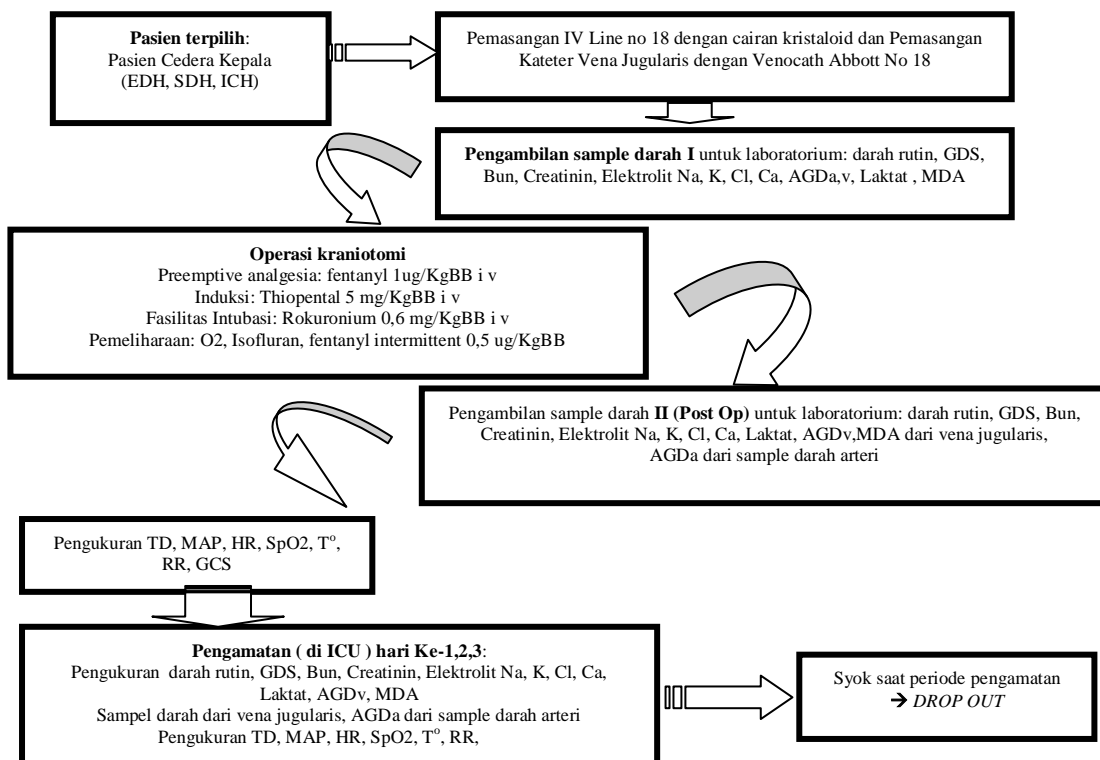 Pasien terpilih:
Pasien Cedera Kepala
(EDH, SDH, ICH)
Pemasangan IV Line no 18 dengan cairan kristaloid dan Pemasangan
Kateter Vena Jugularis dengan Venocath Abbott No 18
Pengambilan sample darah I untuk laboratorium: darah rutin, GDS,
Bun, Creatinin, Elektrolit Na, K, Cl, Ca, AGDa,v, Laktat , MDA
Operasi kraniotomi
Preemptive analgesia: fentanyl 1ug/KgBB i v
Induksi: Thiopental 5 mg/KgBB i v
Fasilitas Intubasi: Rokuronium 0,6 mg/KgBB i v
Pemeliharaan: O2, Isofluran, fentanyl intermittent 0,5 ug/KgBB
Pengambilan sample darah II (Post Op) untuk laboratorium: darah rutin, GDS, Bun,
Creatinin, Elektrolit Na, K, Cl, Ca, Laktat, AGDv,MDA dari vena jugularis,
AGDa dari sample darah arteri
Pengukuran TD, MAP, HR, SpO2, T°,
RR, GCS
Pengamatan ( di ICU ) hari Ke-1,2,3:
Pengukuran darah rutin, GDS, Bun, Creatinin, Elektrolit Na, K, Cl, Ca,
Laktat, AGDv, MDA
Sampel darah dari vena jugularis, AGDa dari sample darah arteri
Pengukuran TD, MAP, HR, SpO2, T°, RR,
Syok saat periode pengamatan
➔ DROP OUT